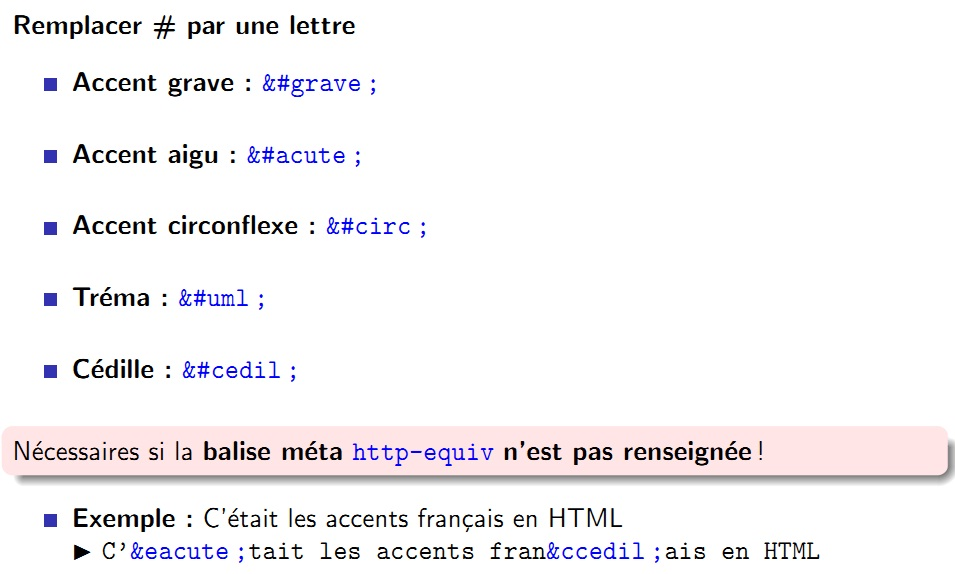 Remplacer # par une lettre
Accent grave : &#grave ;
Accent aigu : &#acute ;
Accent circonflexe : &#circ ;
Tréma : &#uml ;
Cédille : &#cedil ;
Nécessaires si la balise méta http-equiv n'est pas renseignée !
Exemple : C'était les accents français en HTML
▶ C'&eacute ;tait les accents fran&ccedil ;ais en HTML